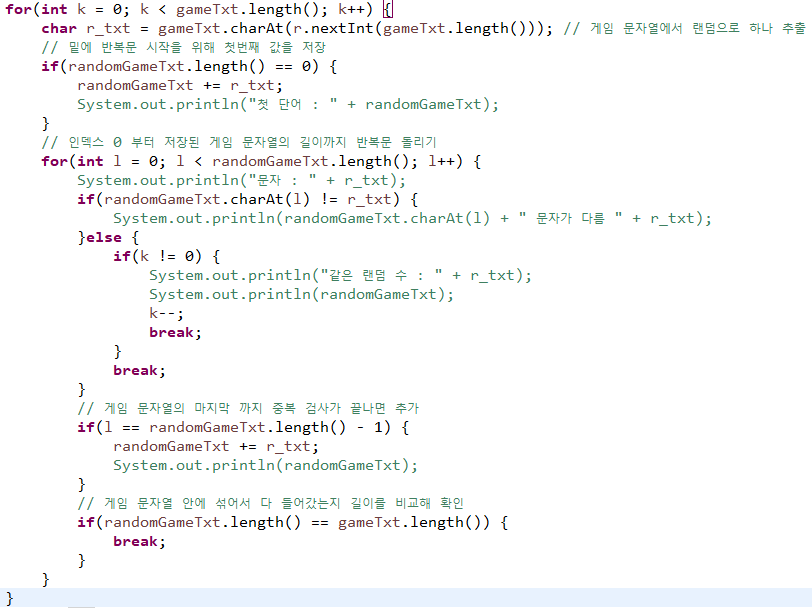 for(int k = 0; k < gameTxt.length(); k++) {
char r_txt = gameTxt.charAt(r.nextInt(gameTxt.length())); // 게임 문자열에서 랜덤으로 하나 추출
// 밑에 반복문 시작을 위해 첫번째 값을 저장
if(randomGameTxt.length() == 0) {
randomGameTxt += r_txt;
System.out.println("첫 단어 : " + randomGameTxt);
}
// 인덱스 0 부터 저장된 게임 문자열의 길이까지 반복문 돌리기
for(int l = 0; l < randomGameTxt.length(); l++) {
System.out.println("문자 : " + r_txt);
if(randomGameTxt.charAt(l) != r_txt) {
System.out.println(randomGameTxt.charAt(l) + " 문자가 다름 " + r_txt);
}else {
if(k != 0) {
System.out.println("같은 랜덤 수 : " + r_txt);
System.out.println(randomGameTxt);
k--;
break;
}
break;
}
// 게임 문자열의 마지막 까지 중복 검사가 끝나면 추가
if(l == randomGameTxt.length() - 1) {
randomGameTxt += r_txt;
System.out.println(randomGameTxt);
}
// 게임 문자열 안에 섞어서 다 들어갔는지 길이를 비교해 확인
if(randomGameTxt.length() == gameTxt.length()) {
break;
}
}
}